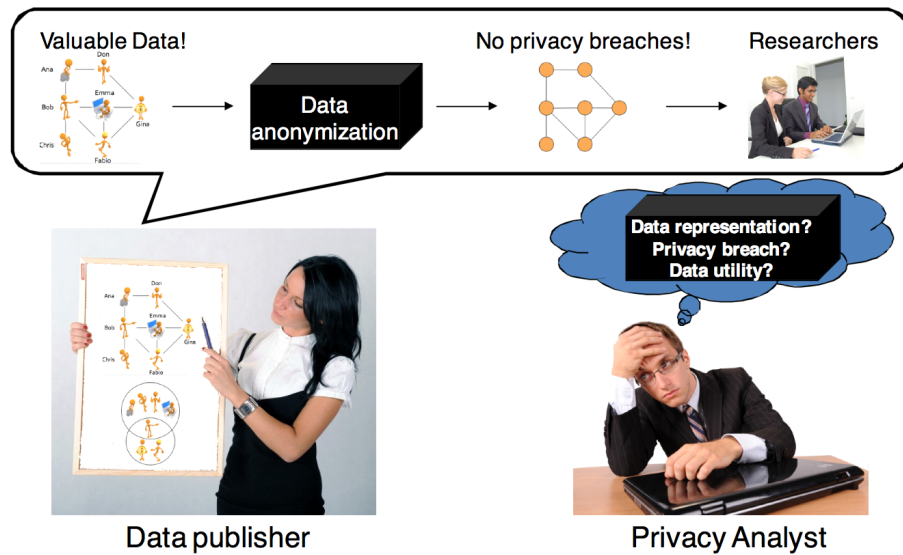 Valuable Data!
No privacy breaches!
Researchers
Don
Ana
Emma
Bob
Gina
Chris
Fabio
Data
anonymization
Data representation?
Privacy breach?
Data utility?
Don
Ana
Emma
Bob
Gina
Chris
Fabio
Data publisher
Privacy Analyst